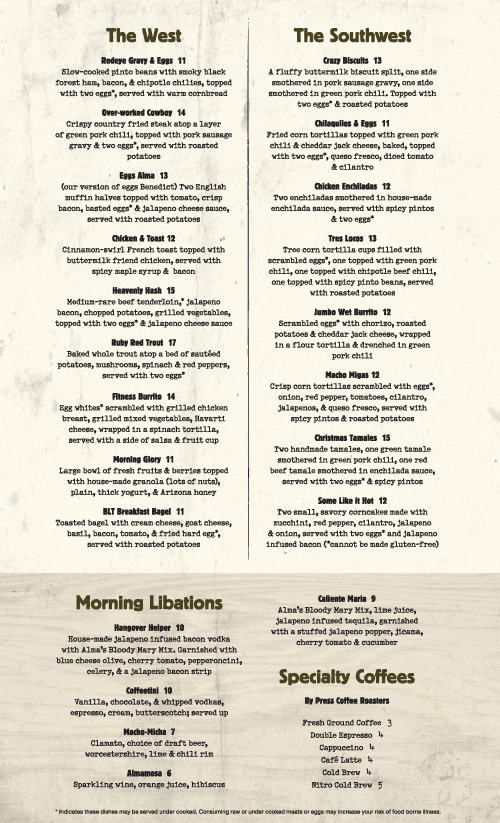 The West
Redeye Gravy & Eggs 11
Slow-cooked pinto beans with smoky black
forest ham, bacon, & chipotle chilies, topped
with two eggs*, served with warm cornbread
Over-worked Cowboy 14
Crispy country fried steak atop a layer
of green pork chili, topped with pork sausage
gravy & two eggs*, served with roasted
potatoes
Eggs Alma 13
(our version of eggs Benedict) Two English
muffin halves topped with tomato, crisp
bacon, basted eggs* & jalapeno cheese sauce,
served with roasted potatoes
Chicken & Toast 12
Cinnamon-swirl French toast topped with
buttermilk friend chicken, served with
spicy maple syrup & bacon
Heavenly Hash 15
Medium-rare beef tenderloin,* jalapeno
bacon, chopped potatoes, grilled vegetables,
topped with two eggs* & jalapeno cheese sauce
Ruby Red Trout 17
Baked whole trout atop a bed of sautéed
potatoes, mushrooms, spinach & red peppers,
served with two eggs*
Fitness Burrito 14
Egg whites* scrambled with grilled chicken
breast, grilled mixed vegetables, Havarti
cheese, wrapped in a spinach tortilla,
served with a side of salsa & fruit cup
Morning Glory 11
Large bowl of fresh fruits & berries topped
with house-made granola (lots of nuts),
plain, thick yogurt, & Arizona honey
BLT Breakfast Bagel 11
Toasted bagel with cream cheese, goat cheese,
basil, bacon, tomato, & fried hard egg*,
served with roasted potatoes
The Southwest
Crazy Biscuits 13
A fluffy buttermilk biscuit split, one side
smothered in pork sausage gravy, one side
smothered in green pork chili. Topped with
two eggs* & roasted potatoes
Chilaquiles & Eggs 11
Fried corn tortillas topped with green pork
chili & cheddar jack cheese, baked, topped
with two eggs*, queso fresco, diced tomato
& cilantro
Chicken Enchiladas 12
Two enchiladas smothered in house-made
enchilada sauce, served with spicy pintos
& two eggs*
Tres Locos 13
Tree corn tortilla cups filled with
scrambled eggs*, one topped with green pork
chili, one topped with chipotle beef chili,
one topped with spicy pinto beans, served
with roasted potatoes
Jumbo Wet Burrito 12
Scrambled eggs* with chorizo, roasted
potatoes & cheddar jack cheese, wrapped
in a flour tortilla & drenched in green
pork chili
Macho Migas 12
Crisp corn tortillas scrambled with eggs*,
onion, red pepper, tomatoes, cilantro,
jalapenos, & queso fresco, served with
spicy pintos & roasted potatoes
Christmas Tamales 15
Two handmade tamales, one green tamale
smothered in green pork chili, one red
beef tamale smothered in enchilada sauce,
served with two eggs* & spicy pintos
Some Like it Hot 12
Two small, savory corncakes made with
zucchini, red pepper, cilantro, jalapeno
& onion, served with two eggs* and jalapeno
infused bacon (*cannot be made gluten-free)
Morning Libations
Hangover Helper 10
House-made jalapeno infused bacon vodka
with Alma's Bloody Mary Mix. Garnished with
blue cheese olive, cherry tomato, pepperoncini,
celery, & a jalapeno bacon strip
Coffeetini 10
Vanilla, chocolate, & whipped vodkas,
espresso, cream, butterscotch; served up
Macho-Micha 7
Clamato, choice of draft beer,
worcestershire, lime & chili rim
Almamosa 6
Sparkling wine, orange juice, hibiscus
Caliente Maria 9
Alma's Bloody Mary Mix, lime juice,
jalapeno infused tequila, garnished
with a stuffed jalapeno popper, jicama,
cherry tomato & cucumber
Specialty Coffees
By Press Coffee Roasters
Fresh Ground Coffee 3
Double Espresso 4
Cappuccino 4
Café Latte 4
Cold Brew 4
Nitro Cold Brew 5
* Indicates these dishes may be served under cooked. Consuming raw or under cooked meats or eggs may increase your risk of food borne illness.